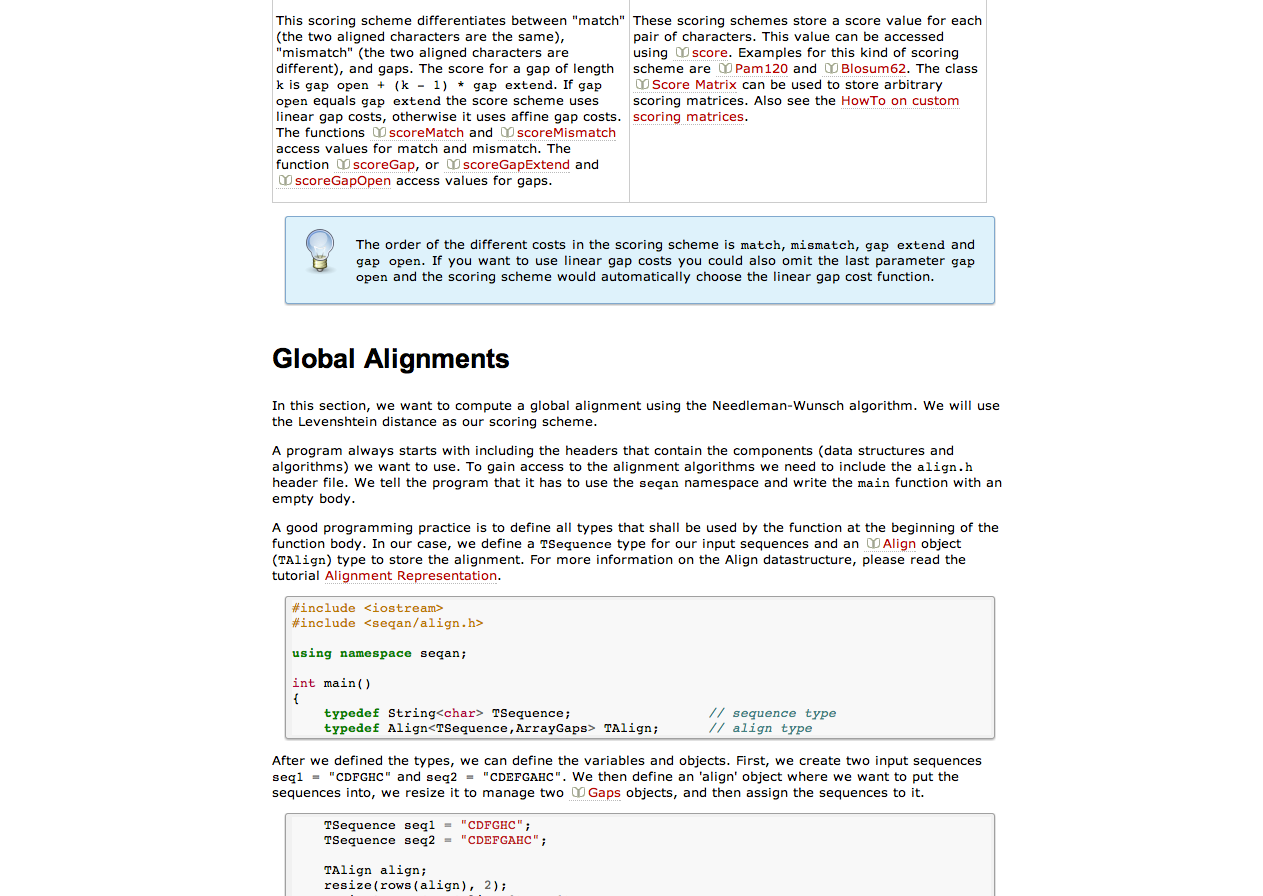 This scoring scheme differentiates between "match"
(the two aligned characters are the same),
"mismatch" (the two aligned characters are
different), and gaps. The score for a gap of length
k is gap open + (k - 1) * gap extend. If gap
open equals gap extend the score scheme uses
linear gap costs, otherwise it uses affine gap costs.
The functions scoreMatch and scoreMismatch
access values for match and mismatch. The
function scoreGap, or scoreGapExtend and
scoreGapOpen access values for gaps.
These scoring schemes store a score value for each
pair of characters. This value can be accessed
using score. Examples for this kind of scoring
scheme are Pam120 and Blosum62. The class
Score Matrix can be used to store arbitrary
scoring matrices. Also see the HowTo on custom
scoring matrices.
The order of the different costs in the scoring scheme is match, mismatch, gap extend and
gap open. If you want to use linear gap costs you could also omit the last parameter gap
open and the scoring scheme would automatically choose the linear gap cost function.
Global Alignments
In this section, we want to compute a global alignment using the Needleman-Wunsch algorithm. We will use
the Levenshtein distance as our scoring scheme.
A program always starts with including the headers that contain the components (data structures and
algorithms) we want to use. To gain access to the alignment algorithms we need to include the align.h
header file. We tell the program that it has to use the seqan namespace and write the main function with an
empty body.
A good programming practice is to define all types that shall be used by the function at the beginning of the
function body. In our case, we define a TSequence type for our input sequences and an Align object
(TAlign) type to store the alignment. For more information on the Align datastructure, please read the
tutorial Alignment Representation.
#include <iostream>
#include <seqan/align.h>
using namespace seqan;
int main()
{
typedef String<char> TSequence; // sequence type
typedef Align<TSequence,ArrayGaps> TAlign; // align type
After we defined the types, we can define the variables and objects. First, we create two input sequences
seq1 = "CDFGHC" and seq2 = "CDEFGAHC". We then define an 'align' object where we want to put the
sequences into, we resize it to manage two Gaps objects, and then assign the sequences to it.
TSequence seq1 = "CDFGHC";
TSequence seq2 = "CDEFGAHC";
TAlign align;
resize(rows(align), 2);